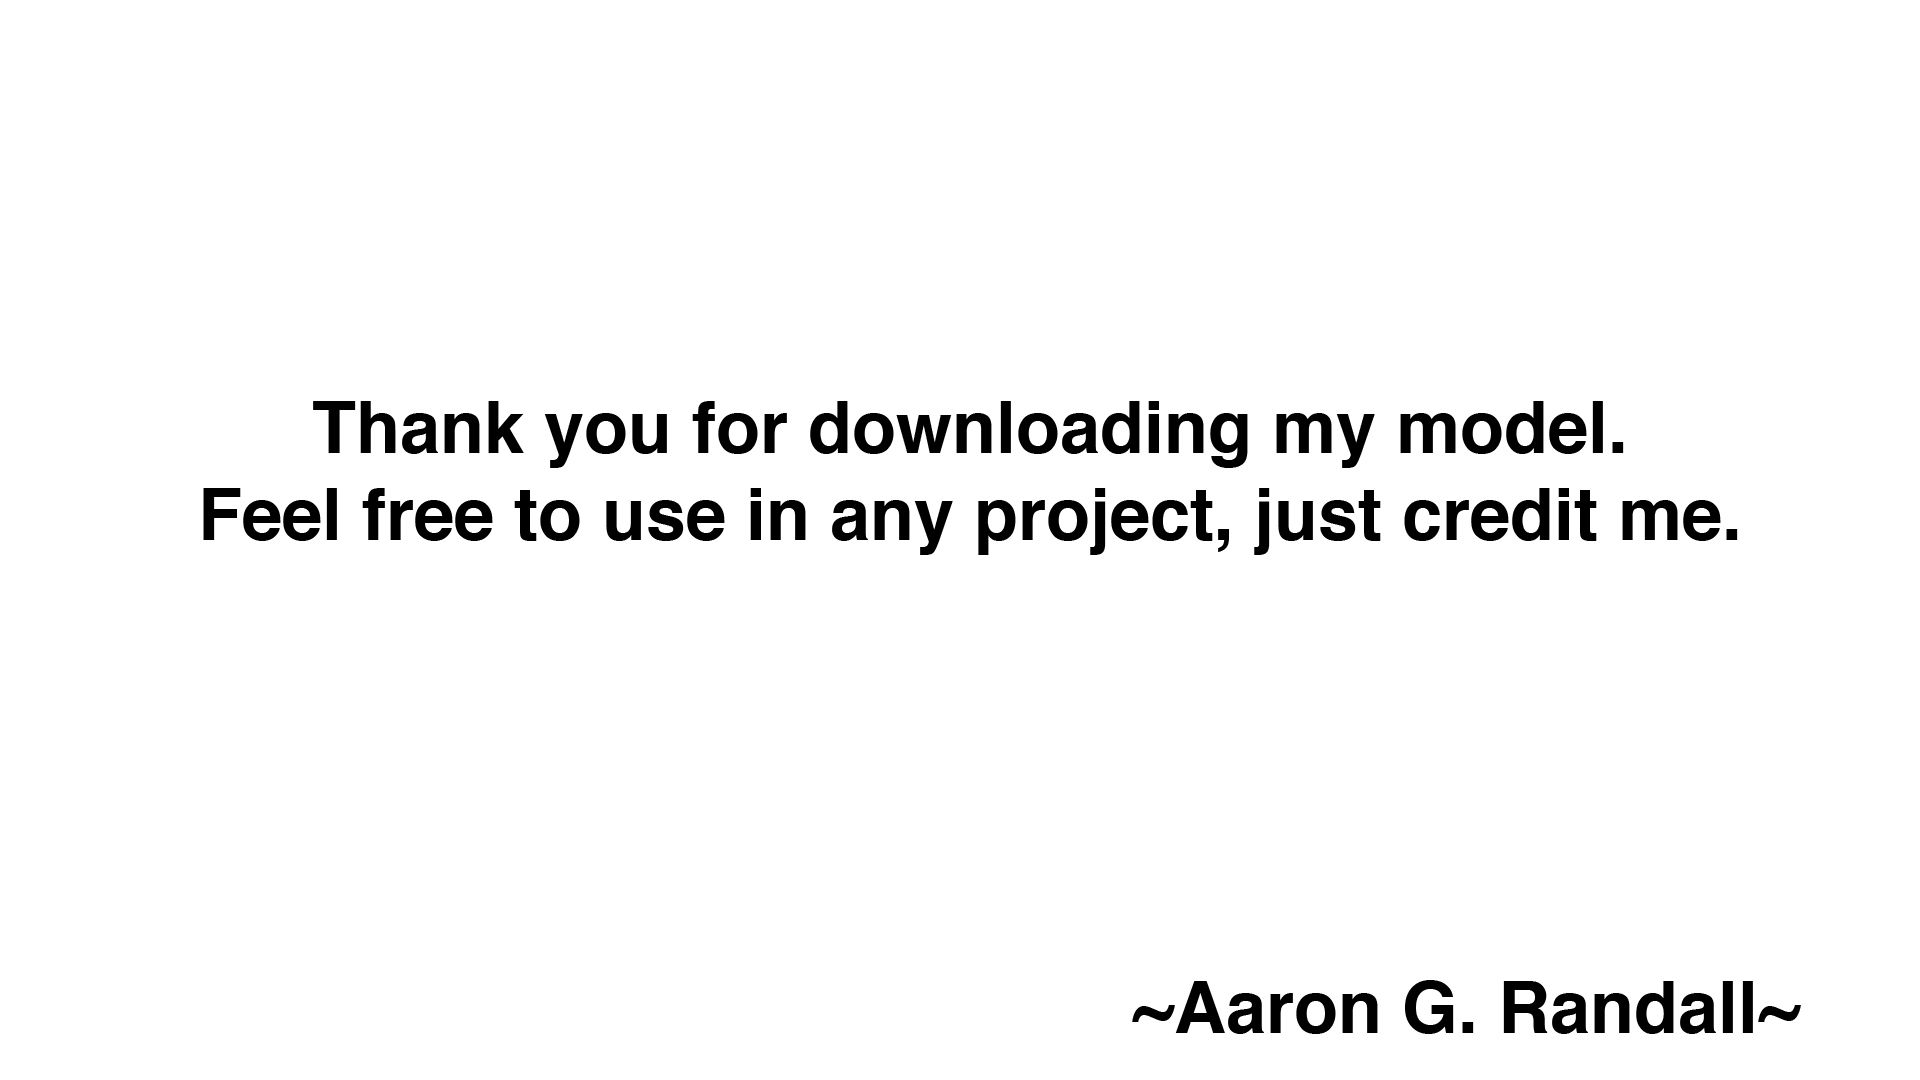 Thank you for downloading my model.
Feel free to use in any project, just credit me.
~Aaron G. Randall~